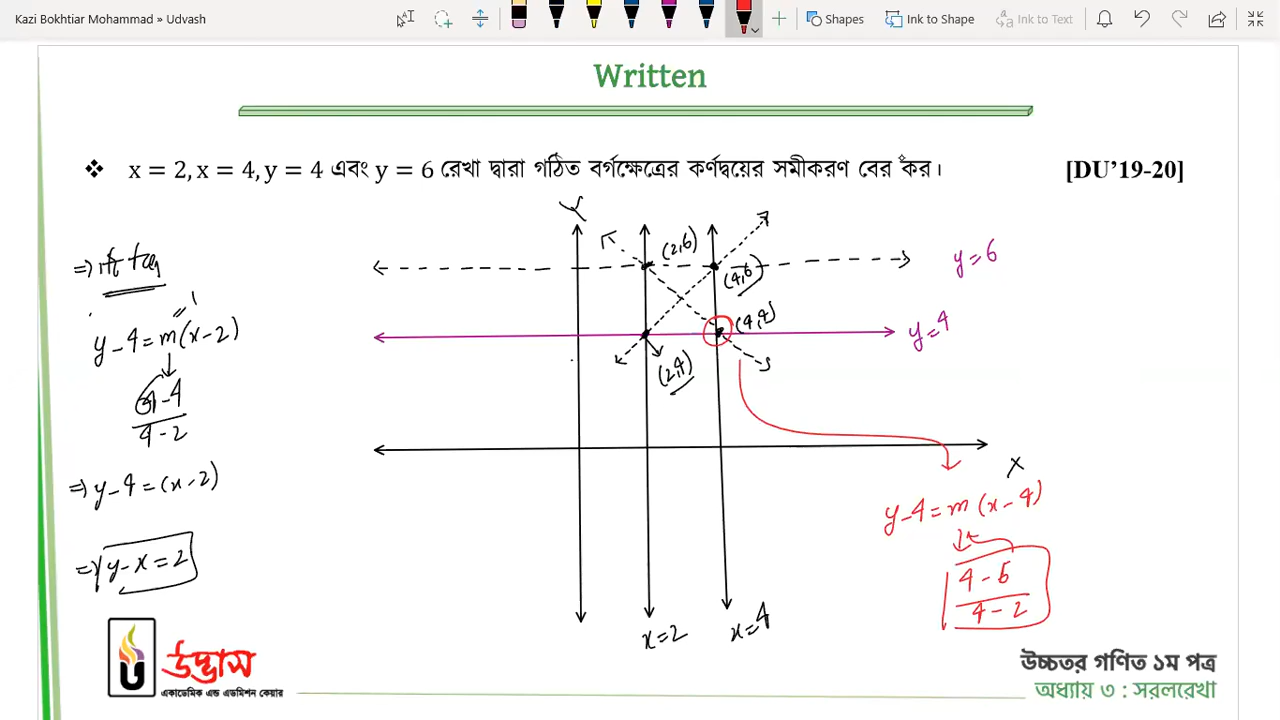 Kazi Bokhtiar Mohammad » Udvash
Shapes
Ink to Shape
Ink to Text
Written
❖ x = 2, x = 4, y = 4 এবং y = 6 রেখা দ্বারা গঠিত বর্গক্ষেত্রের কর্ণদ্বয়ের সমীকরণ বের কর।
[DU’19-20]
Y
(2,6)
(4,6)
y = 6
(4,4)
y = 4
(2,4)
X
x = 2
x = 4
1
y – 4 = m(x – 2)
– 4
4 – 2
⇒ y – 4 = (x – 2)
⇒ y – x = 2
y – 4 = m (x – 4)
4 – 6
4 – 2
উদ্ভাস
একাডেমিক এন্ড এডমিশন কেয়ার
উচ্চতর গণিত ১ম পত্র
অধ্যায় ৩ : সরলরেখা